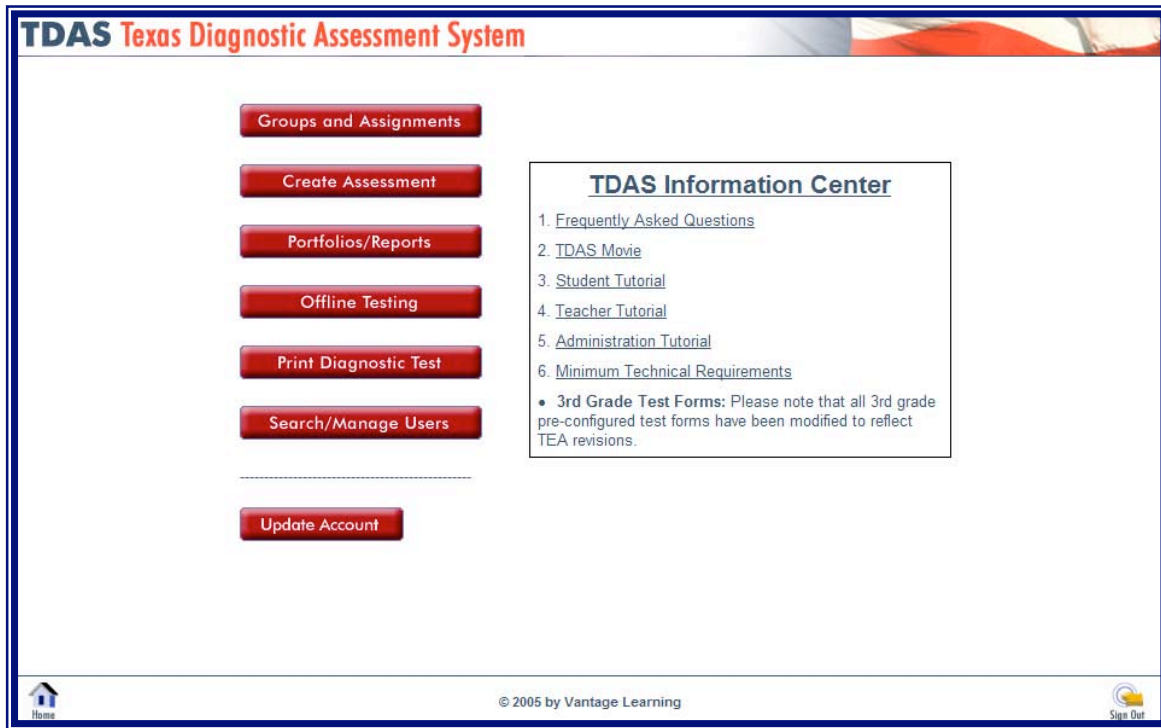 TDAS Texas Diagnostic Assessment System
Groups and Assignments
Create Assessment
Portfolios/Reports
Offline Testing
Print Diagnostic Test
Search/Manage Users
Update Account
TDAS Information Center
1. Frequently Asked Questions
2. TDAS Movie
3. Student Tutorial
4. Teacher Tutorial
5. Administration Tutorial
6. Minimum Technical Requirements
• 3rd Grade Test Forms: Please note that all 3rd grade
pre-configured test forms have been modified to reflect
TEA revisions.
Home
© 2005 by Vantage Learning
Sign Out